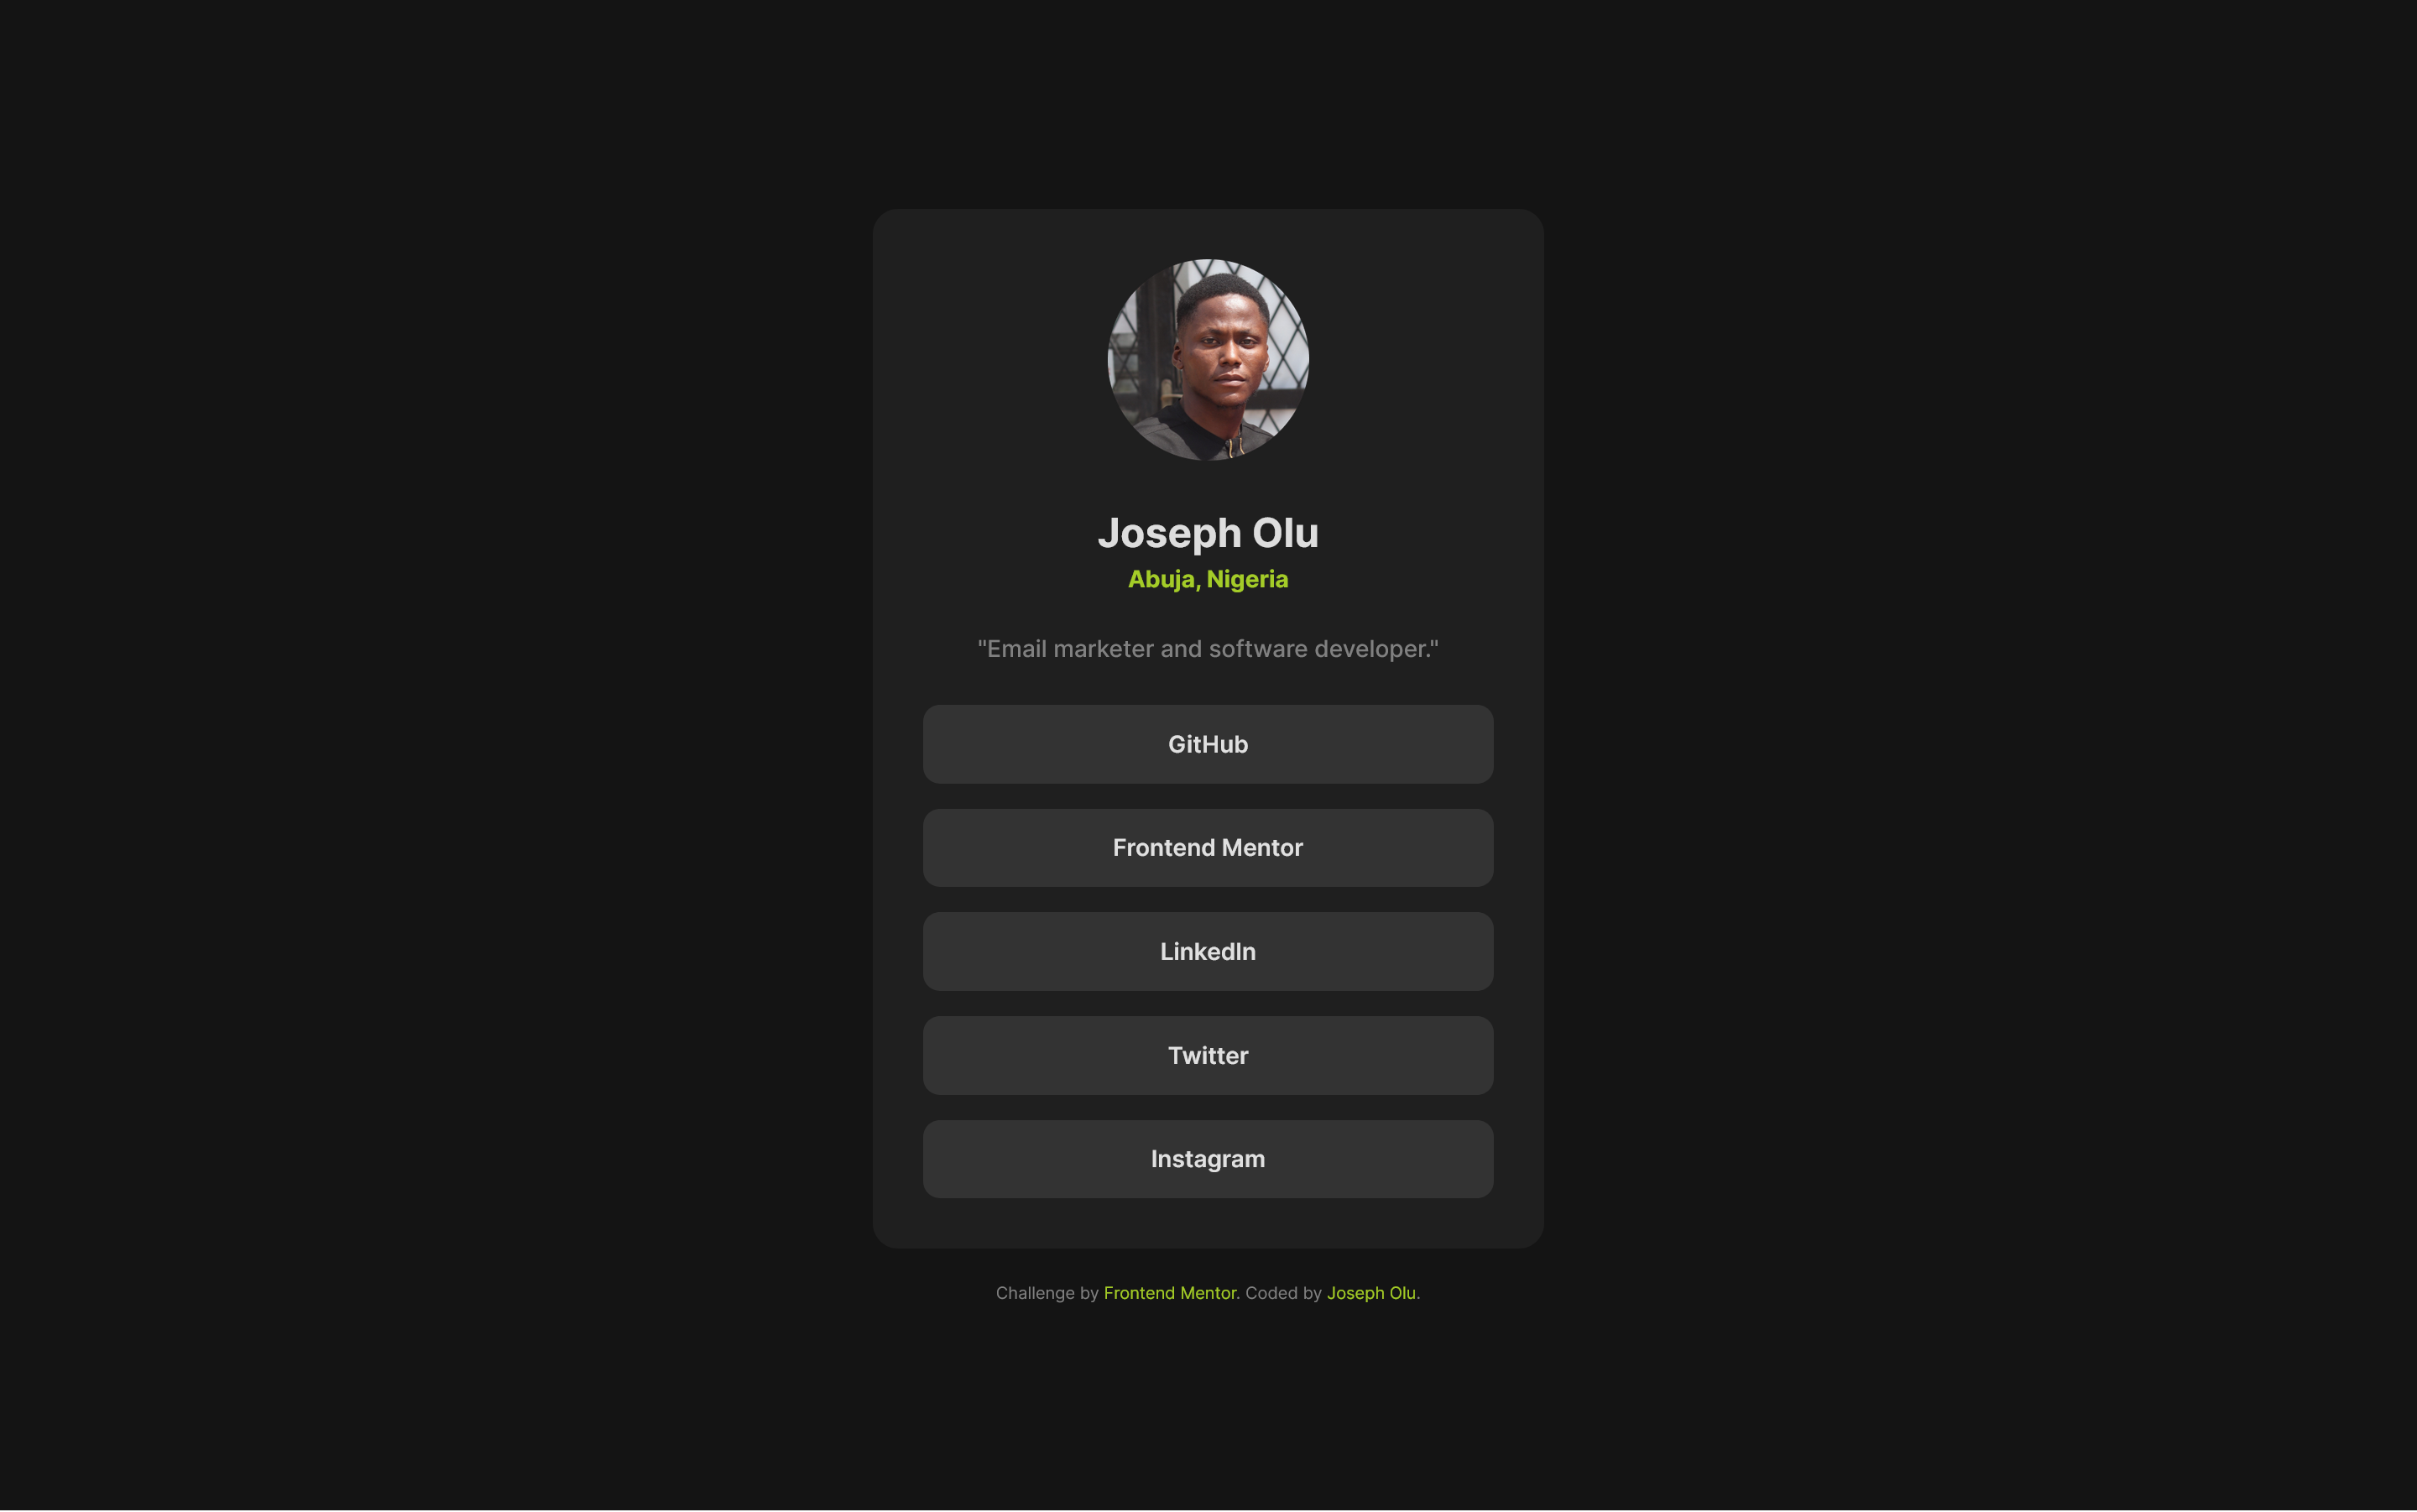 Joseph Olu
Abuja, Nigeria
"Email marketer and software developer."
GitHub
Frontend Mentor
LinkedIn
Twitter
Instagram
Challenge by Frontend Mentor. Coded by Joseph Olu.